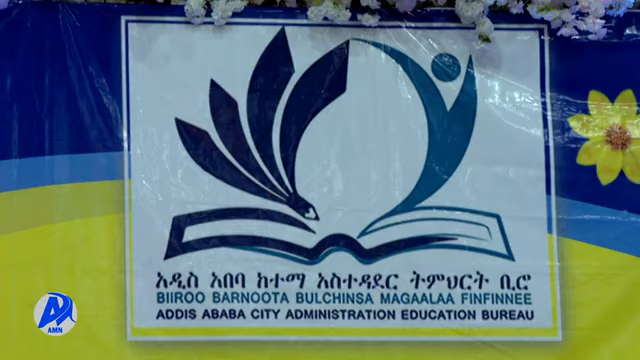 አዲስ አበባ ከተማ አስተዳደር ትምህርት ቢሮ
BIIROO BARNOOTA BULCHINSA MAGAALAA FINFINNEE
ADDIS ABABA CITY ADMINISTRATION EDUCATION BUREAU
AMN